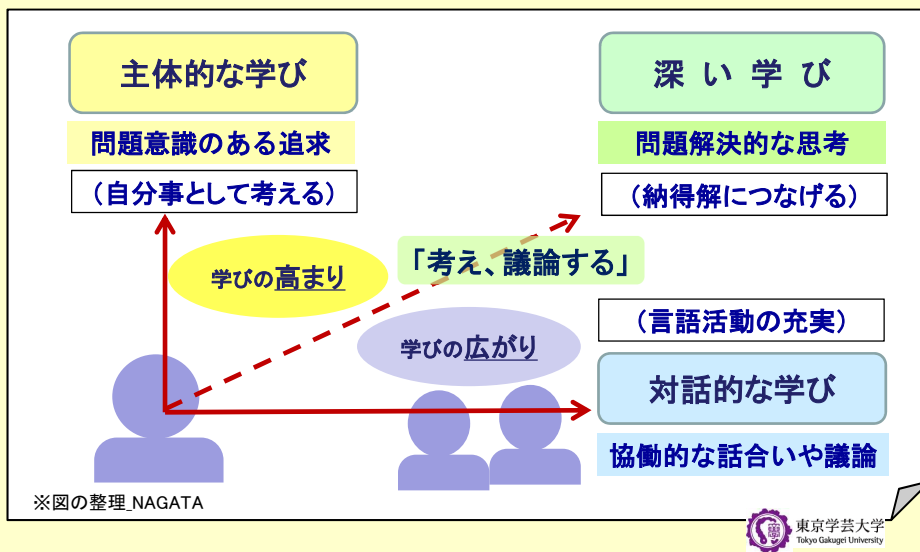 主体的な学び
問題意識のある追求
（自分事として考える）
深い学び
問題解決的な思考
（納得解につなげる）
学びの高まり
「考え、議論する」
学びの広がり
（言語活動の充実）
対話的な学び
協働的な話合いや議論
※図の整理_NAGATA
東京学芸大学
Tokyo Gakugei University